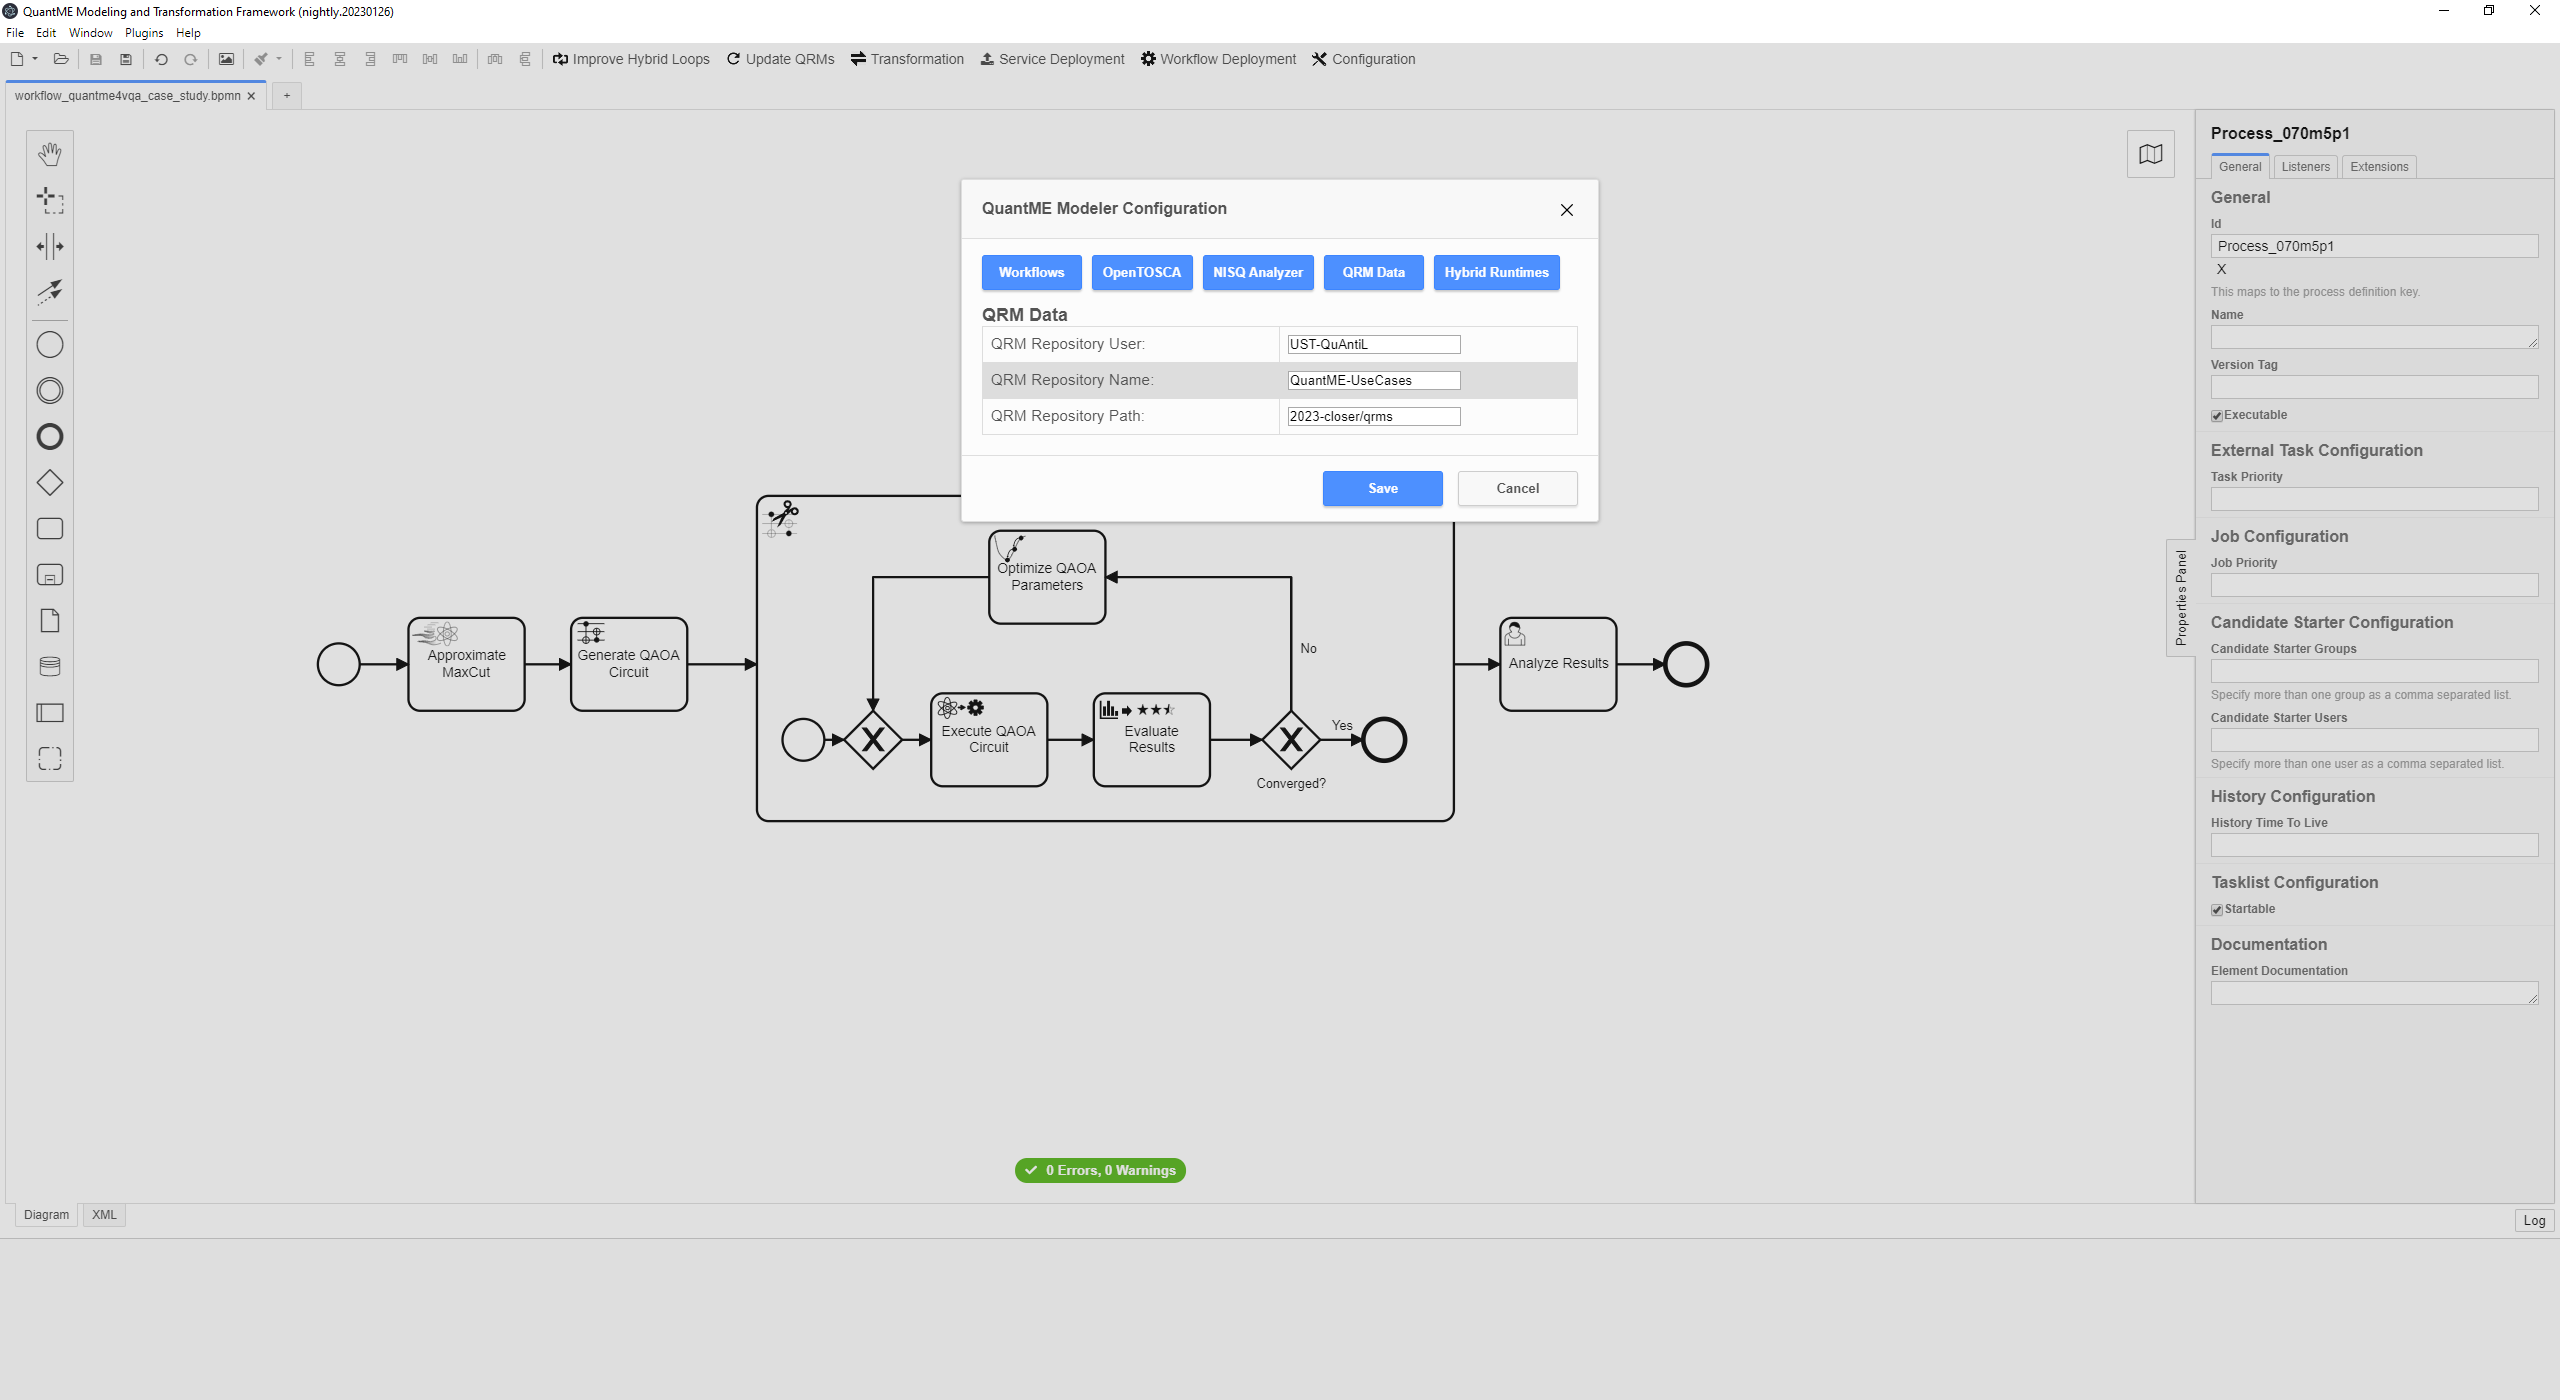 QuantME Modeling and Transformation Framework (nightly.20230126)
File Edit Window Plugins Help
Improve Hybrid Loops Update QRMs Transformation Service Deployment Workflow Deployment Configuration
workflow_quantme4vqa_case_study.bpmn
+
QuantME Modeler Configuration
Workflows OpenTOSCA NISQ Analyzer QRM Data Hybrid Runtimes
QRM Data
QRM Repository User: UST-QuAntiL
QRM Repository Name: QuantME-UseCases
QRM Repository Path: 2023-closer/qrms
Save Cancel
Approximate
MaxCut
Generate QAOA
Circuit
Optimize QAOA
Parameters
No
Execute QAOA
Circuit
Evaluate
Results
Yes
Converged?
Analyze Results
0 Errors, 0 Warnings
Properties Panel
Process_070m5p1
General Listeners Extensions
General
Id
Process_070m5p1
X
This maps to the process definition key.
Name
Version Tag
Executable
External Task Configuration
Task Priority
Job Configuration
Job Priority
Candidate Starter Configuration
Candidate Starter Groups
Specify more than one group as a comma separated list.
Candidate Starter Users
Specify more than one user as a comma separated list.
History Configuration
History Time To Live
Tasklist Configuration
Startable
Documentation
Element Documentation
Diagram XML
Log